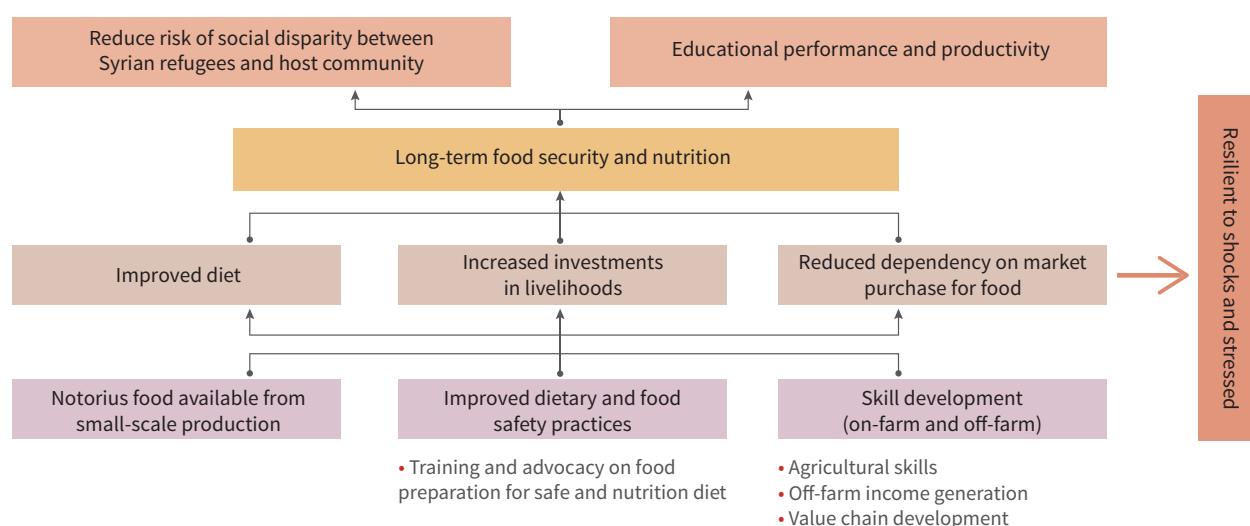 Reduce risk of social disparity between
Syrian refugees and host community
Educational performance and productivity
Long-term food security and nutrition
Improved diet
Increased investments
in livelihoods
Reduced dependency on market
purchase for food
Resilient to shocks and stressed
Notorius food available from
small-scale production
Improved dietary and food
safety practices
Skill development
(on-farm and off-farm)
• Training and advocacy on food
preparation for safe and nutrition diet
• Agricultural skills
• Off-farm income generation
• Value chain development